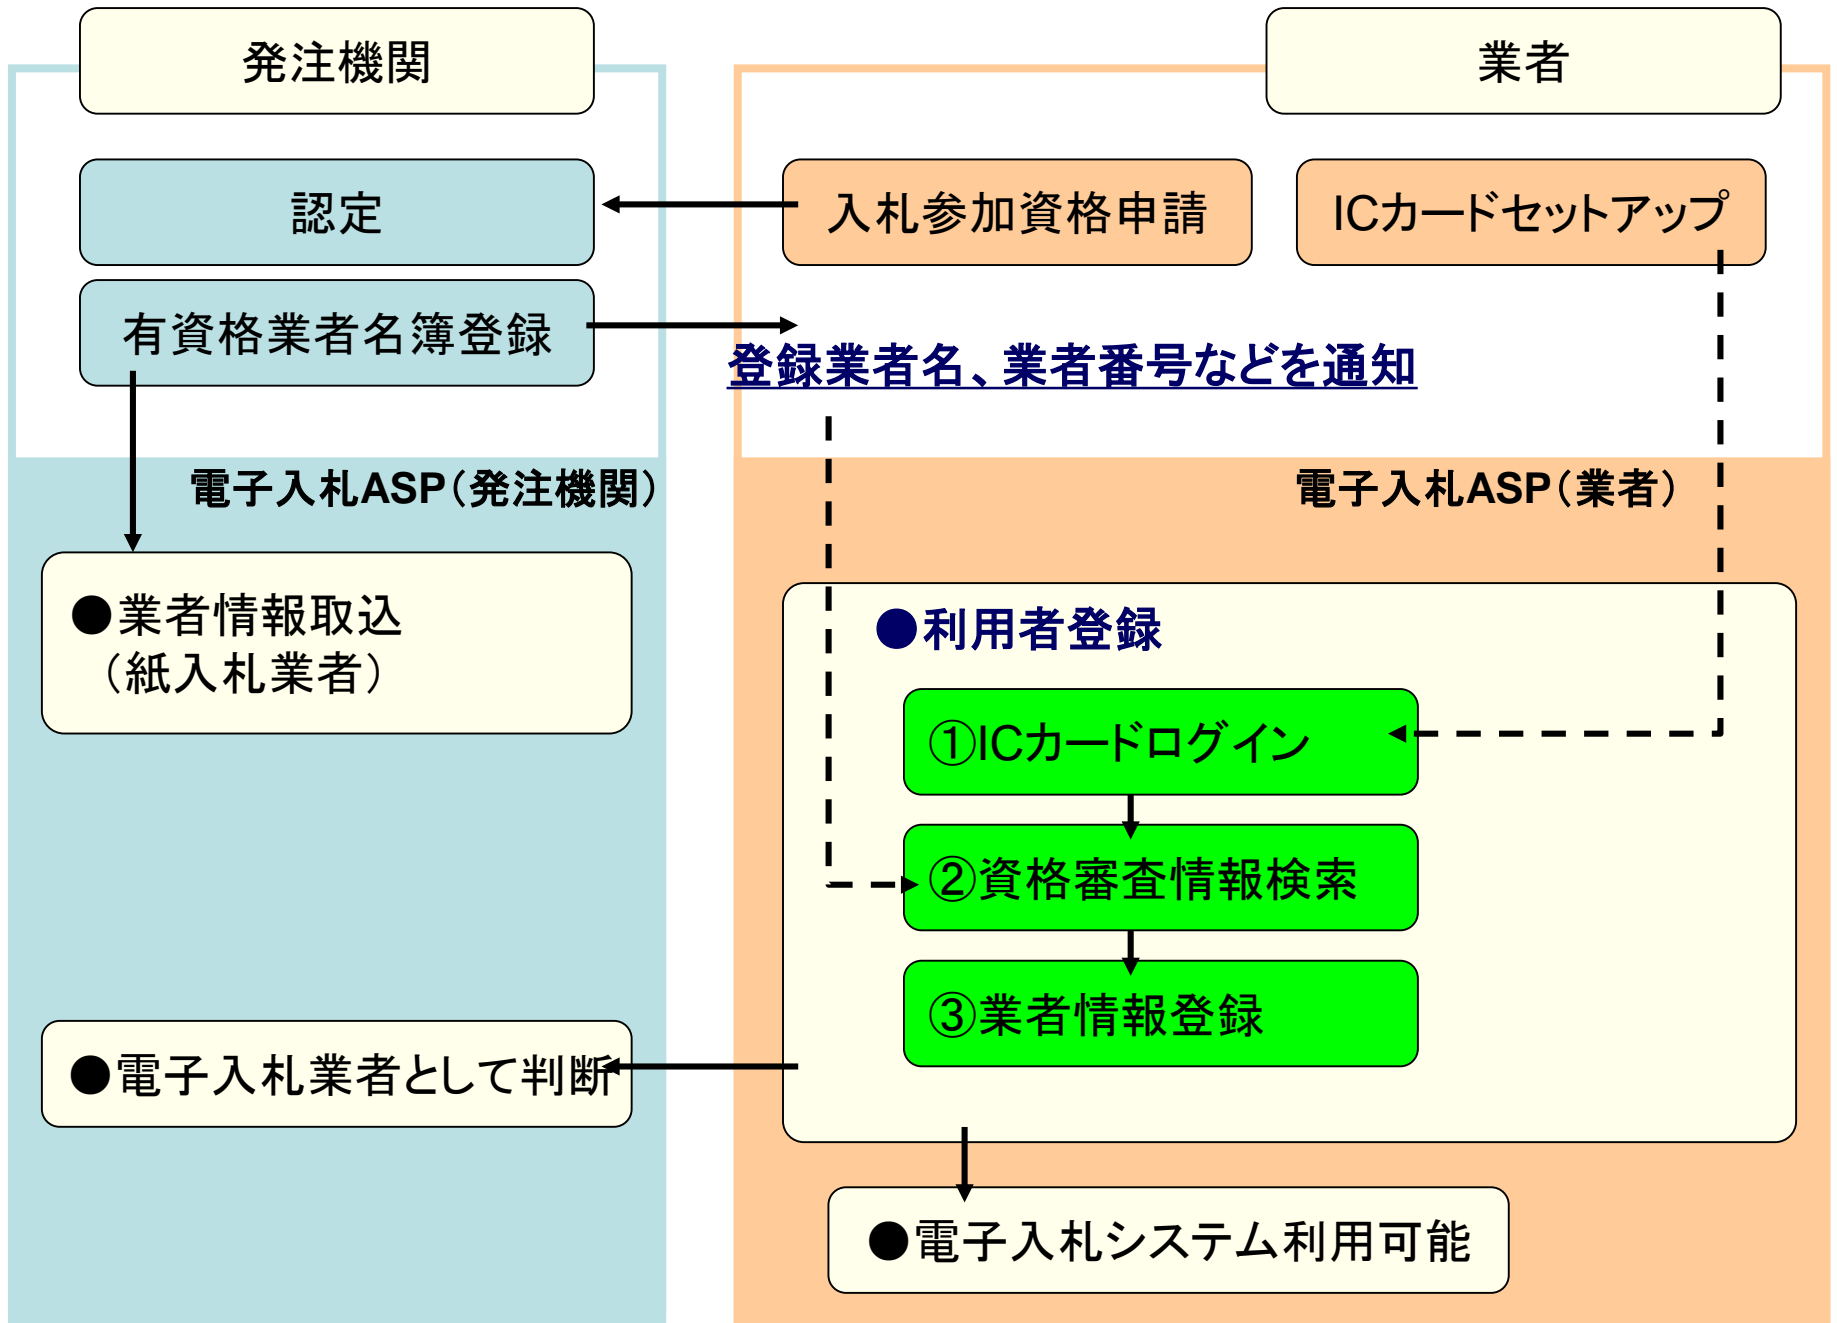 発注機関
業者
認定
入札参加資格申請
ICカードセットアップ
有資格業者名簿登録
登録業者名、業者番号などを通知
電子入札ASP（発注機関）
電子入札ASP（業者）
●業者情報取込
（紙入札業者）
●利用者登録
①ICカードログイン
②資格審査情報検索
③業者情報登録
●電子入札業者として判断
●電子入札システム利用可能